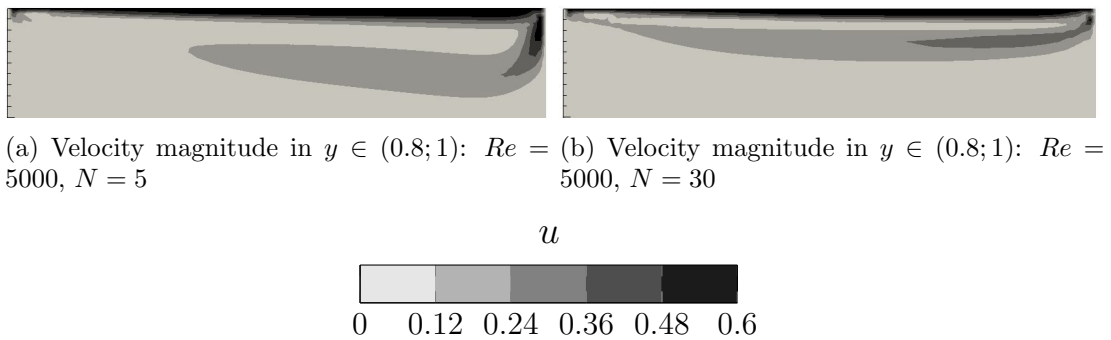 (a) Velocity magnitude in y ∈ (0.8; 1): Re =
5000, N = 5
(b) Velocity magnitude in y ∈ (0.8; 1): Re =
5000, N = 30
u
0 0.12 0.24 0.36 0.48 0.6